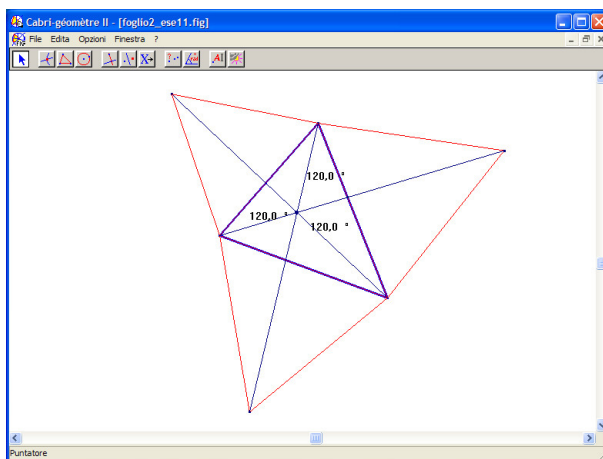 Cabri-géomètre II - [foglio2_ese11.fig]
File Edita Opzioni Finestra ?
120,0 °
120,0 °
120,0 °
Puntatore